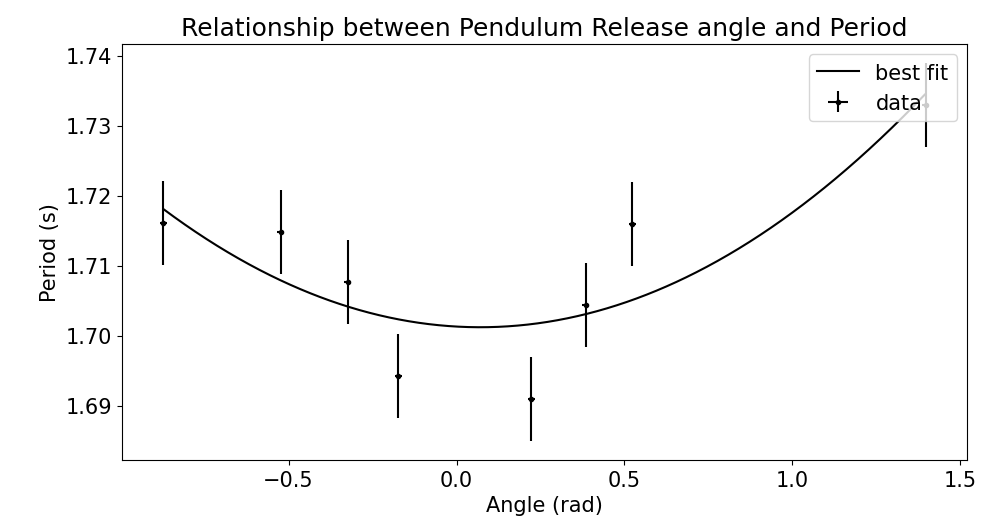 Relationship between Pendulum Release angle and Period
1.74
1.73
1.72
1.71
1.70
1.69
Period (s)
best fit
data
−0.5 0.0 0.5 1.0 1.5
Angle (rad)